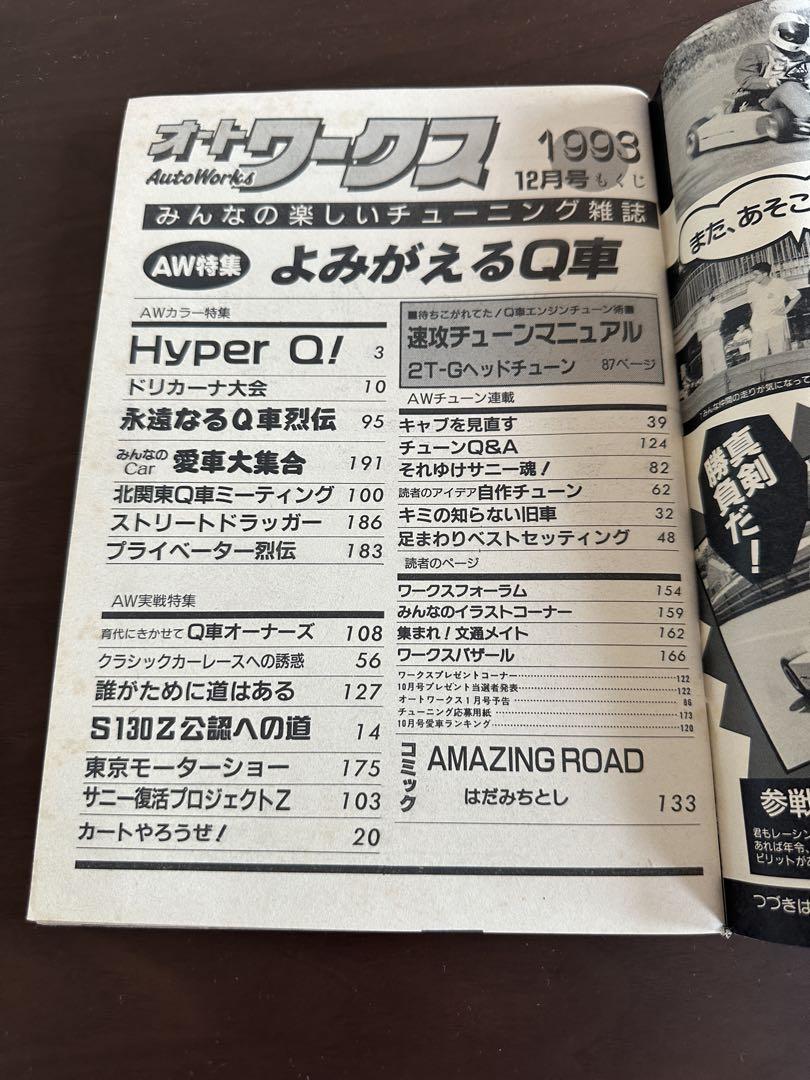 オートワークス
AutoWorks
1993
12月号もくじ
みんなの楽しいチューニング雑誌
AW特集 よみがえるQ車
AWカラー特集
Hyper Q! 3
ドリカーナ大会 10
永遠なるQ車烈伝 95
みんなのCar 愛車大集合 191
北関東Q車ミーティング 100
ストリートドラッガー 186
プライベーター烈伝 183
AW実戦特集
育代にきかせて Q車オーナーズ 108
クラシックカーレースへの誘惑 56
誰がために道はある 127
S130Z公認への道 14
東京モーターショー 175
サニー復活プロジェクトZ 103
カートやろうぜ! 20
■待ちこがれてた!Q車エンジンチューン術■
速攻チューンマニュアル
2T-Gヘッドチューン 87ページ
AWチューン連載
キャブを見直す 39
チューンQ&A 124
それゆけサニー魂! 82
読者のアイデア自作チューン 62
キミの知らない旧車 32
足まわりベストセッティング 48
読者のページ
ワークスフォーラム 154
みんなのイラストコーナー 159
集まれ!文通メイト 162
ワークスバザール 166
ワークスプレゼントコーナー 122
10月号プレゼント当選者発表 122
オートワークス1月号予告 86
チューニング応募用紙 173
10月号愛車ランキング 120
コミック
AMAZING ROAD
はだみちとし 133
また、あそこ
みんな仲間の走りが気になって
真剣
勝負だ!
参戦
君もレーシン
あれば年令、
ピリットがあ
つづきは